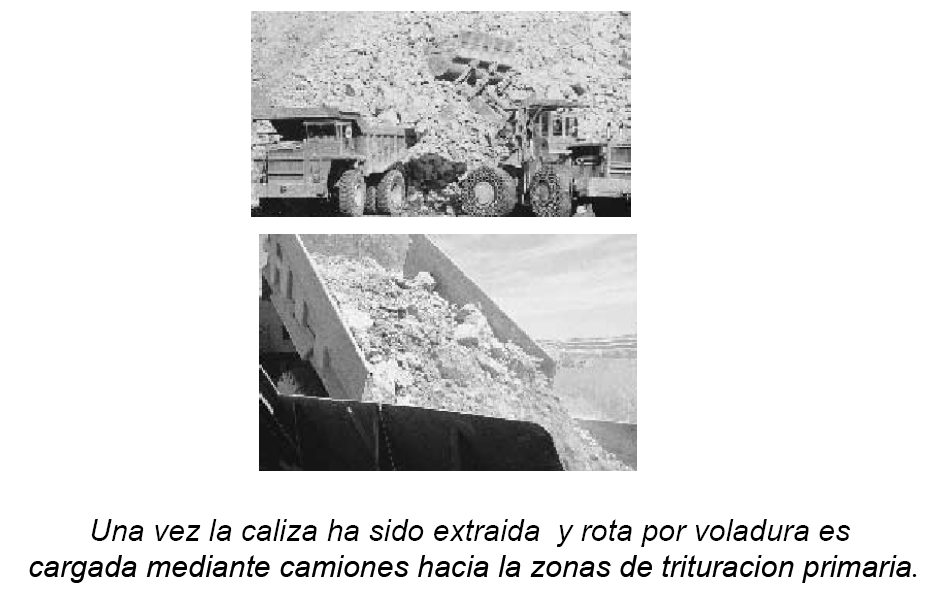 Una vez la caliza ha sido extraida y rota por voladura es
cargada mediante camiones hacia la zonas de trituracion primaria.